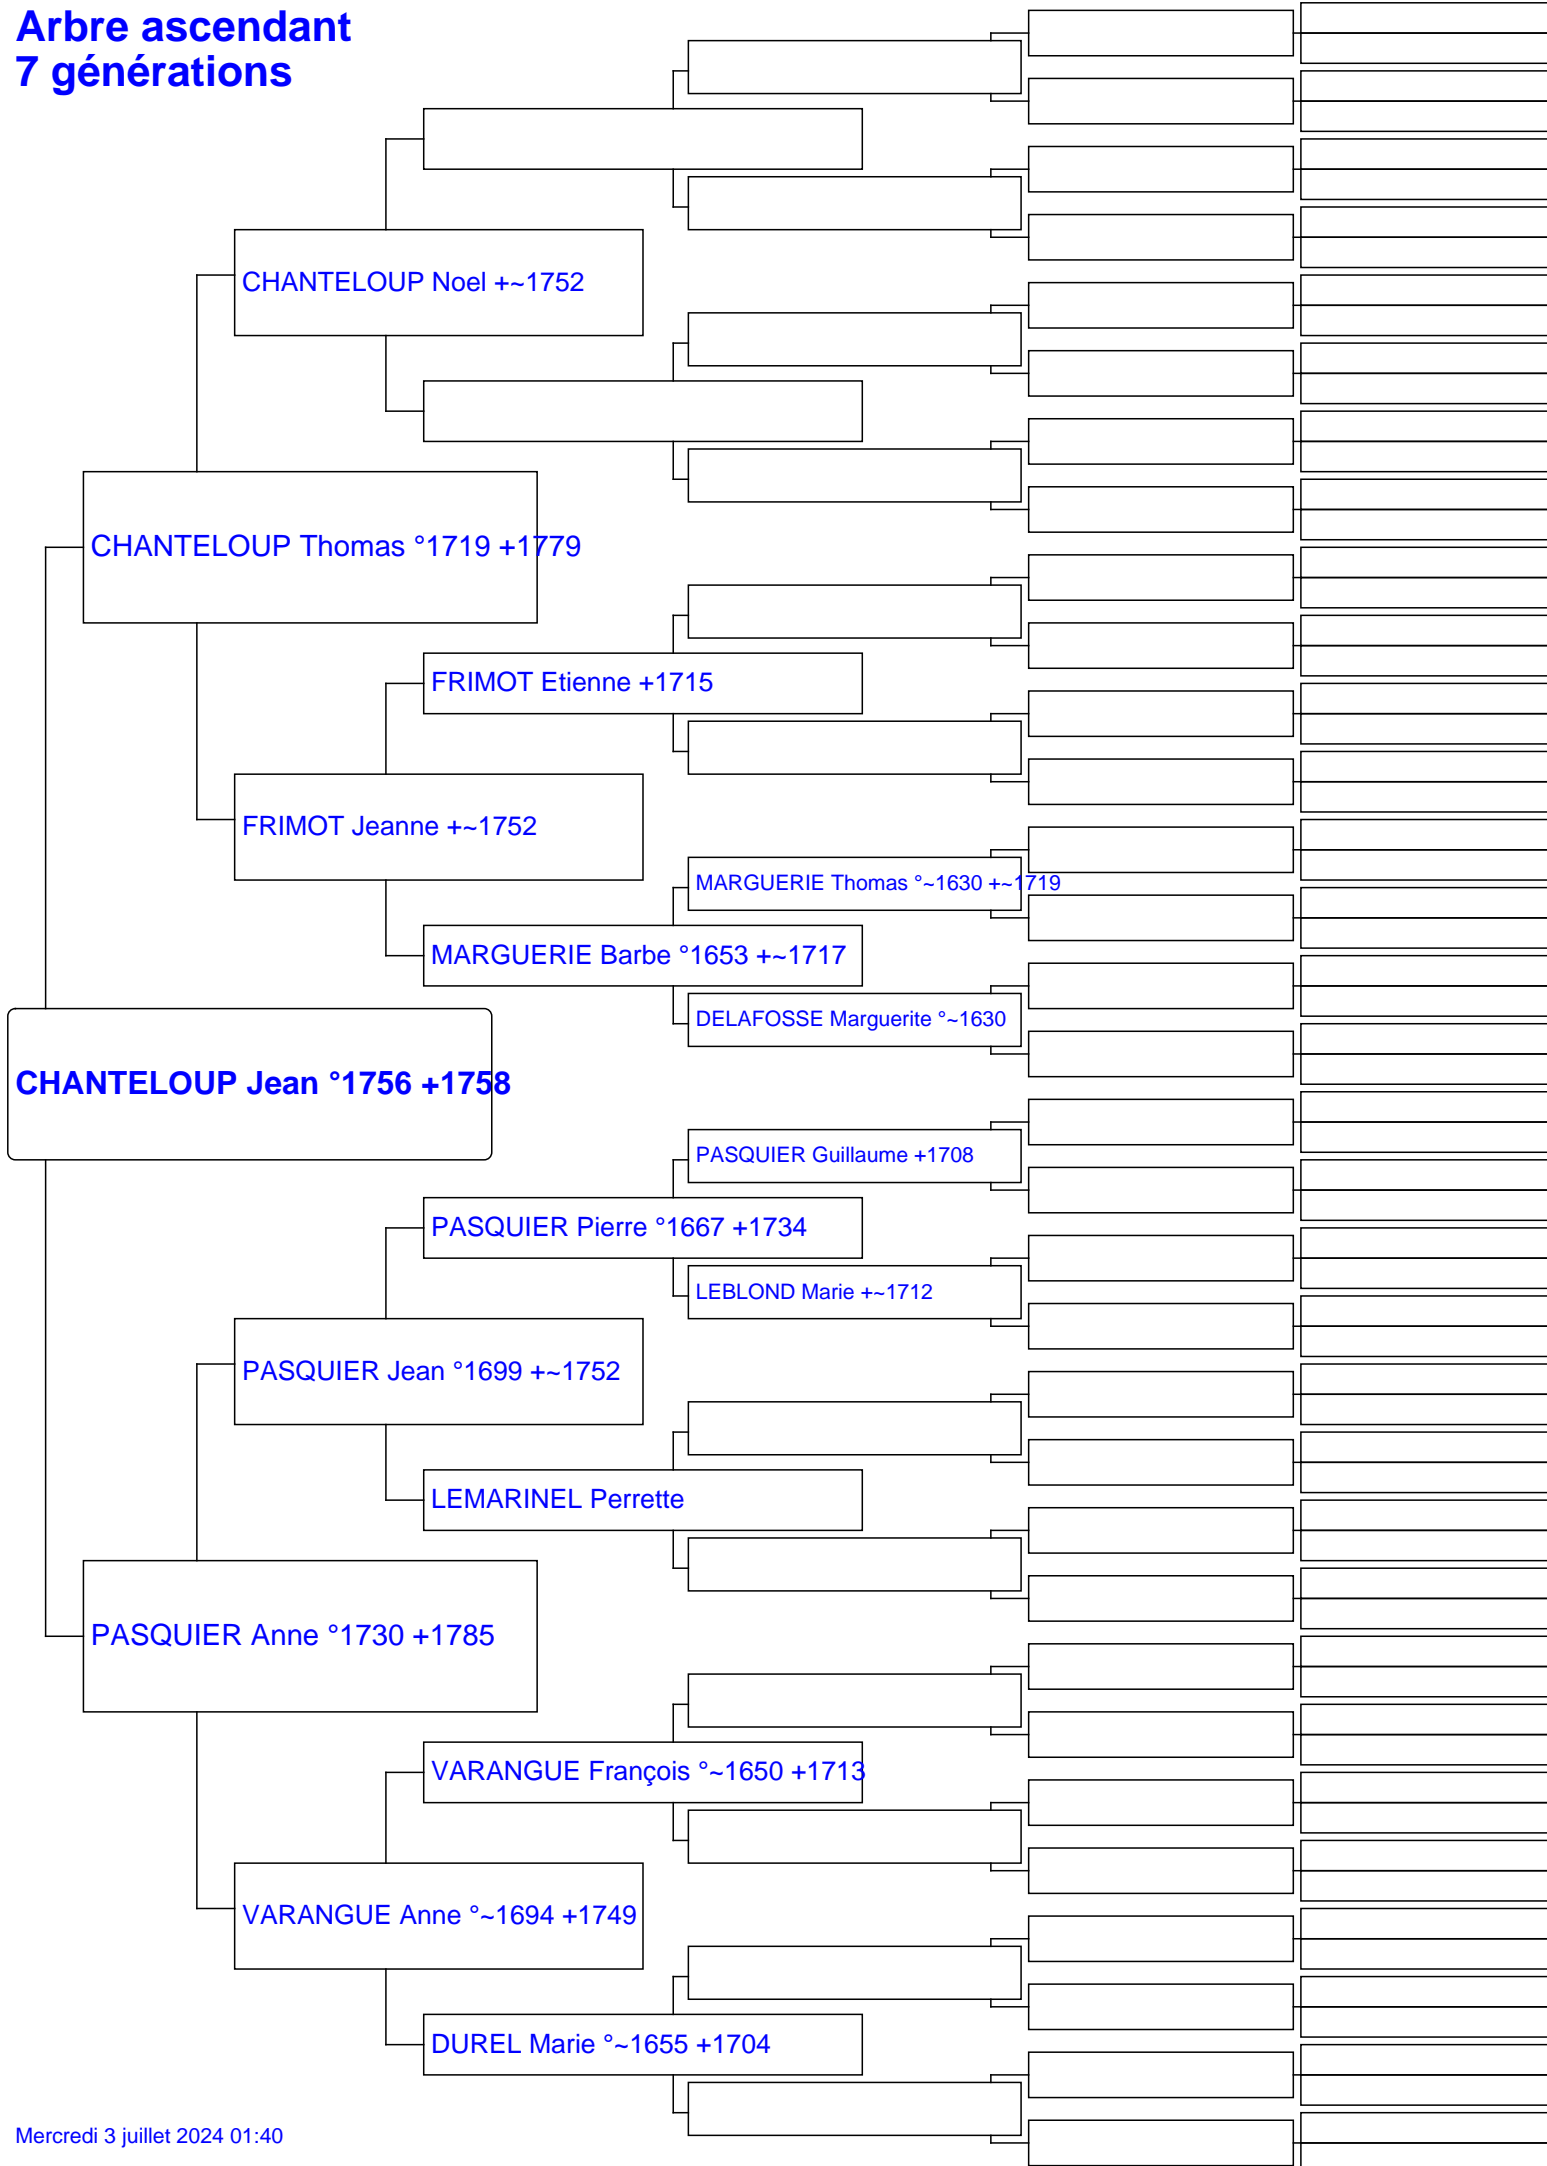 Arbre ascendant
7 générations
CHANTELOUP Noel +~1752
CHANTELOUP Thomas °1719 +1779
FRIMOT Etienne +1715
FRIMOT Jeanne +~1752
MARGUERIE Thomas °~1630 +~1719
MARGUERIE Barbe °1653 +~1717
DELAFOSSE Marguerite °~1630
CHANTELOUP Jean °1756 +1758
PASQUIER Guillaume +1708
PASQUIER Pierre °1667 +1734
LEBLOND Marie +~1712
PASQUIER Jean °1699 +~1752
LEMARINEL Perrette
PASQUIER Anne °1730 +1785
VARANGUE François °~1650 +1713
VARANGUE Anne °~1694 +1749
DUREL Marie °~1655 +1704
Mercredi 3 juillet 2024 01:40